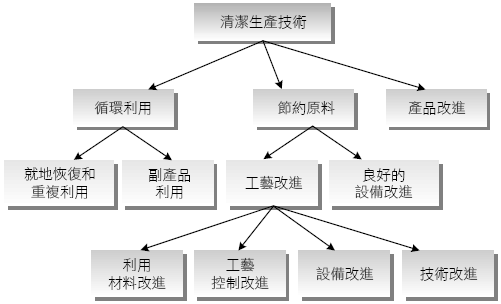 清潔生產技術
循環利用
節約原料
產品改進
就地恢復和
重複利用
副產品
利用
工藝改進
良好的
設備改進
利用
材料改進
工藝
控制改進
設備改進
技術改進